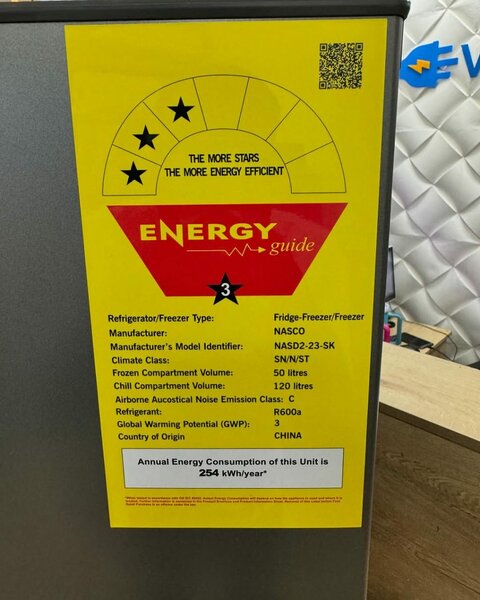 THE MORE STARS
THE MORE ENERGY EFFICIENT
ENERGY
guide
3
Refrigerator/Freezer Type: Fridge-Freezer/Freezer
Manufacturer: NASCO
Manufacturer's Model Identifier: NASD2-23-SK
Climate Class: SN/N/ST
Frozen Compartment Volume: 50 litres
Chill Compartment Volume: 120 litres
Airborne Aucostical Noise Emission Class: C
Refrigerant: R600a
Global Warming Potential (GWP): 3
Country of Origin CHINA
Annual Energy Consumption of this Unit is
254 kWh/year*